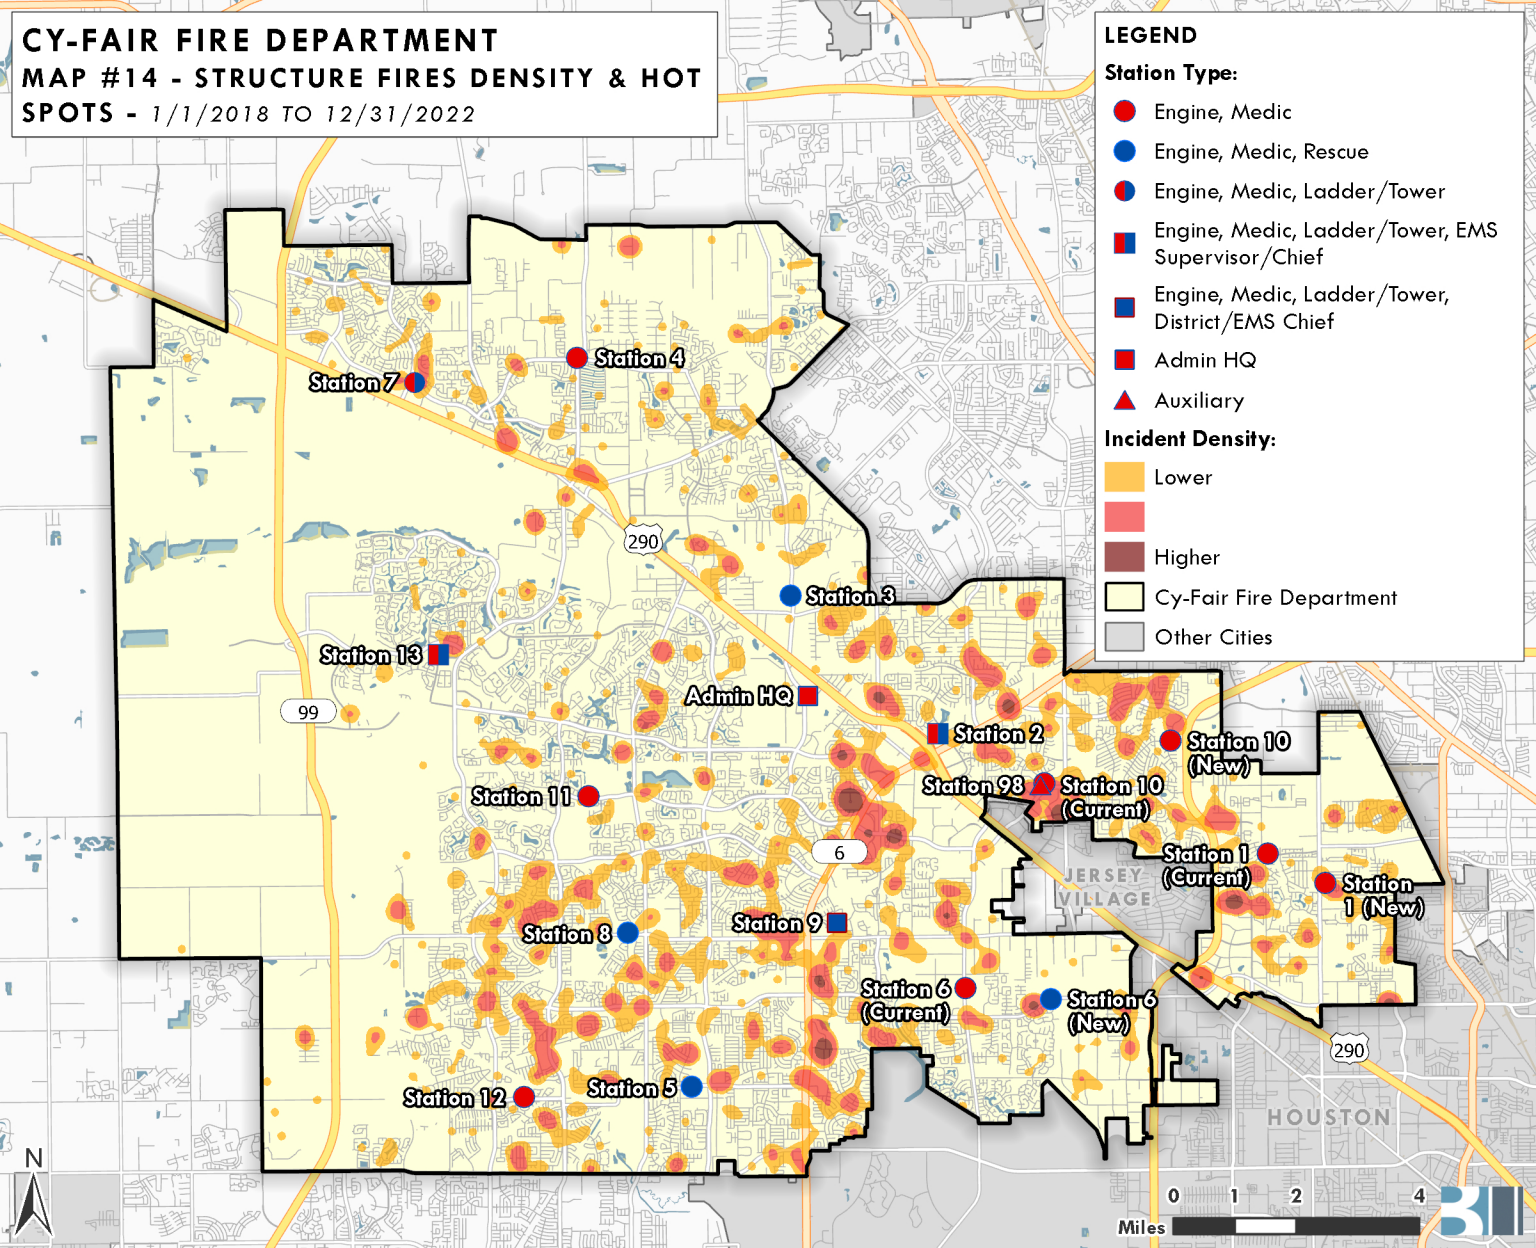 CY-FAIR FIRE DEPARTMENT
MAP #14 - STRUCTURE FIRES DENSITY & HOT
SPOTS - 1/1/2018 TO 12/31/2022
LEGEND
Station Type:
Engine, Medic
Engine, Medic, Rescue
Engine, Medic, Ladder/Tower
Engine, Medic, Ladder/Tower, EMS
Supervisor/Chief
Engine, Medic, Ladder/Tower,
District/EMS Chief
Admin HQ
Auxiliary
Incident Density:
Lower
Higher
Cy-Fair Fire Department
Other Cities
Station 4
Station 7
290
Station 3
Station 13
Admin HQ
99
Station 2
Station 10
(New)
Station 98
Station 10
(Current)
Station 11
6
Station 1
(Current)
JERSEY
VILLAGE
Station
1 (New)
Station 9
Station 8
Station 6
(Current)
Station 6
(New)
290
Station 5
Station 12
HOUSTON
N
0 1 2 4
Miles